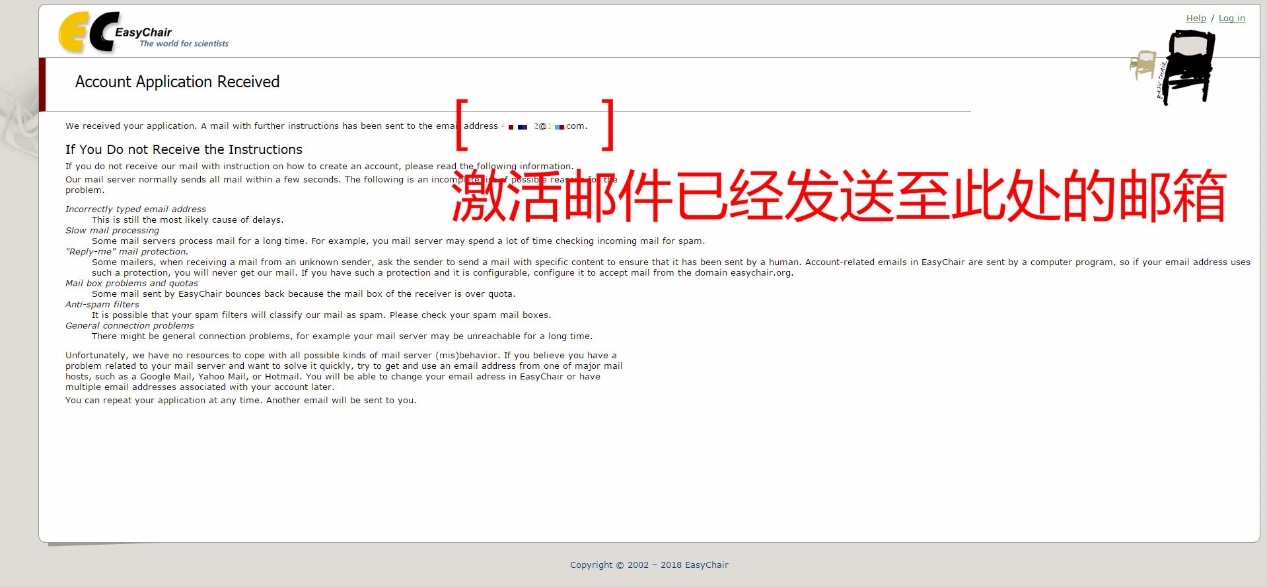 EasyChair
The world for scientists
Help / Log in
Account Application Received
We received your application. A mail with further instructions has been sent to the email address 2@ com.
If You Do not Receive the Instructions
If you do not receive our mail with instruction on how to create an account, please read the following information.
Our mail server normally sends all mail within a few seconds. The following is an incomplete list of possible reasons for the
problem.
激活邮件已经发送至此处的邮箱
Incorrectly typed email address
This is still the most likely cause of delays.
Slow mail processing
Some mail servers process mail for a long time. For example, you mail server may spend a lot of time checking incoming mail for spam.
"Reply-me" mail protection.
Some mailers, when receiving a mail from an unknown sender, ask the sender to send a mail with specific content to ensure that it has been sent by a human. Account-related emails in EasyChair are sent by a computer program, so if your email address uses
such a protection, you will never get our mail. If you have such a protection and it is configurable, configure it to accept mail from the domain easychair.org.
Mail box problems and quotas
Some mail sent by EasyChair bounces back because the mail box of the receiver is over quota.
Anti-spam filters
It is possible that your spam filters will classify our mail as spam. Please check your spam mail boxes.
General connection problems
There might be general connection problems, for example your mail server may be unreachable for a long time.
Unfortunately, we have no resources to cope with all possible kinds of mail server (mis)behavior. If you believe you have a
problem related to your mail server and want to solve it quickly, try to get and use an email address from one of major mail
hosts, such as a Google Mail, Yahoo Mail, or Hotmail. You will be able to change your email adress in EasyChair or have
multiple email addresses associated with your account later.
You can repeat your application at any time. Another email will be sent to you.
Copyright © 2002 – 2018 EasyChair